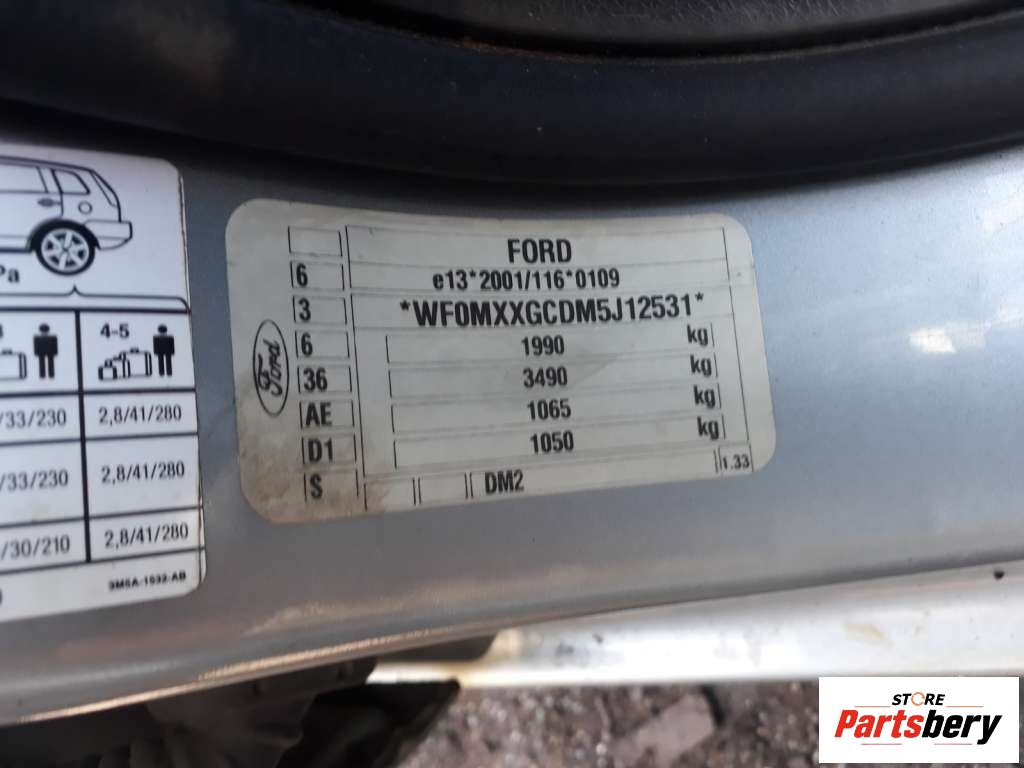 Pa
4-5
/33/230 2,8/41/280
/33/230 2,8/41/280
/30/210 2,8/41/280
3M5A-1532-AB
Ford
FORD
6 e13*2001/116*0109
3 *WF0MXXGCDM5J12531*
6 1990 kg
36 3490 kg
AE 1065 kg
D1 1050 kg
S DM2 1.33
STORE
Partsbery